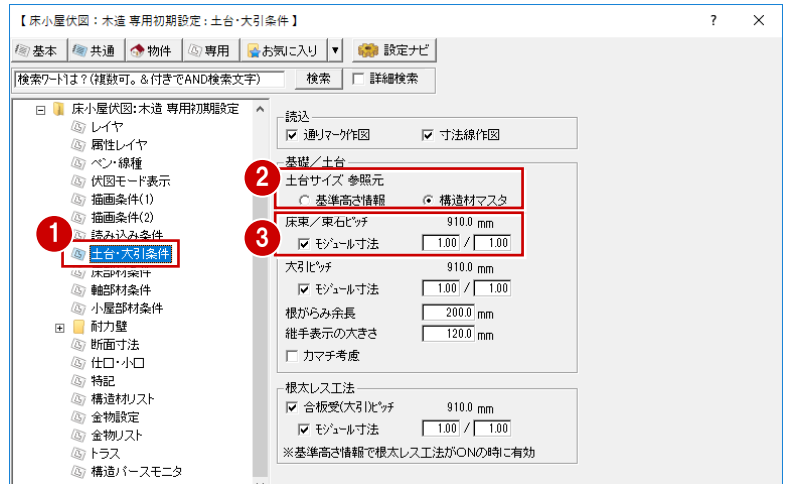 【床小屋伏図：木造 専用初期設定：土台・大引条件】
? ×
基本 共通 物件 専用 お気に入り ▼ 設定ナビ
検索ワードは?(複数可。&付きでAND検索文字) 検索 詳細検索
床小屋伏図:木造 専用初期設定
レイヤ
属性レイヤ
ペン・線種
伏図モード表示
描画条件(1)
描画条件(2)
1
読み込み条件
土台・大引条件
床部材条件
軸部材条件
小屋部材条件
耐力壁
断面寸法
仕口・小口
特記
構造材リスト
金物設定
金物リスト
トラス
構造パースモニタ
読込
通りマーク作図 寸法線作図
基礎／土台
2
土台サイズ 参照元
基準高さ情報 構造材マスタ
3
床束／束石ピッチ 910.0 mm
モジュール寸法 1.00 / 1.00
大引ピッチ 910.0 mm
モジュール寸法 1.00 / 1.00
根がらみ余長 200.0 mm
継手表示の大きさ 120.0 mm
カマチ考慮
根太レス工法
合板受(大引)ピッチ 910.0 mm
モジュール寸法 1.00 / 1.00
※基準高さ情報で根太レス工法がONの時に有効